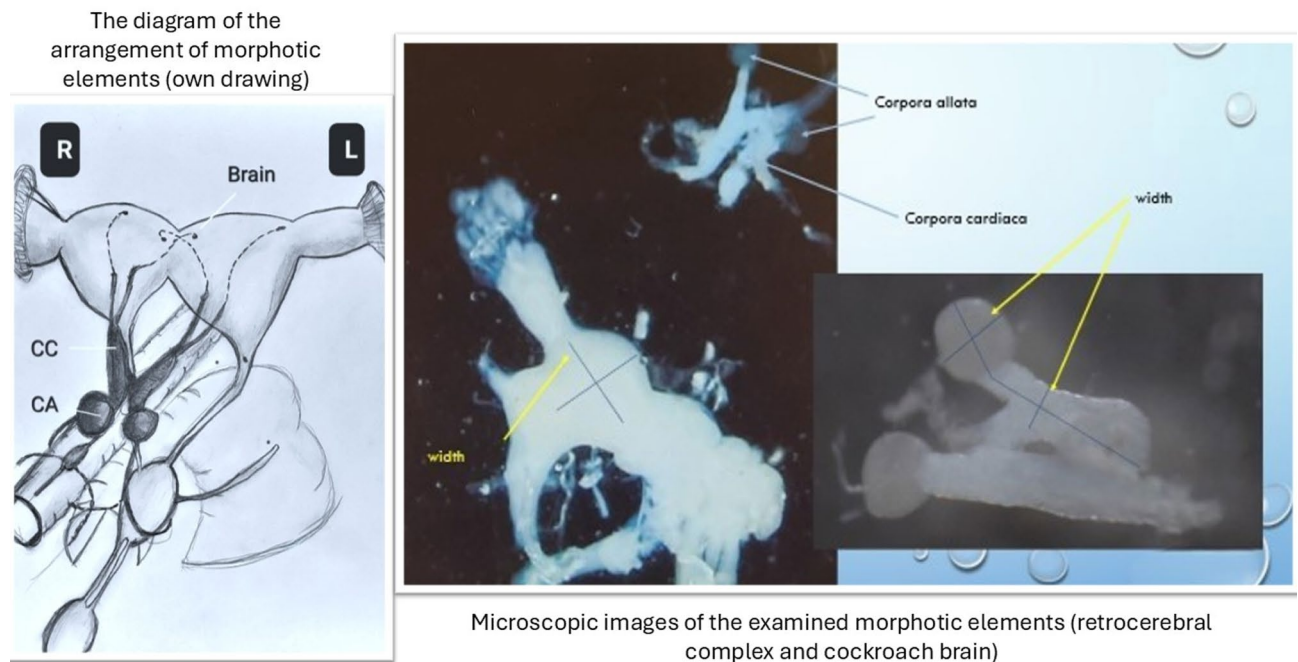 The diagram of the
arrangement of morphotic
elements (own drawing)
R
L
Brain
CC
CA
Corpora allata
Corpora cardiaca
width
width
Microscopic images of the examined morphotic elements (retrocerebral
complex and cockroach brain)